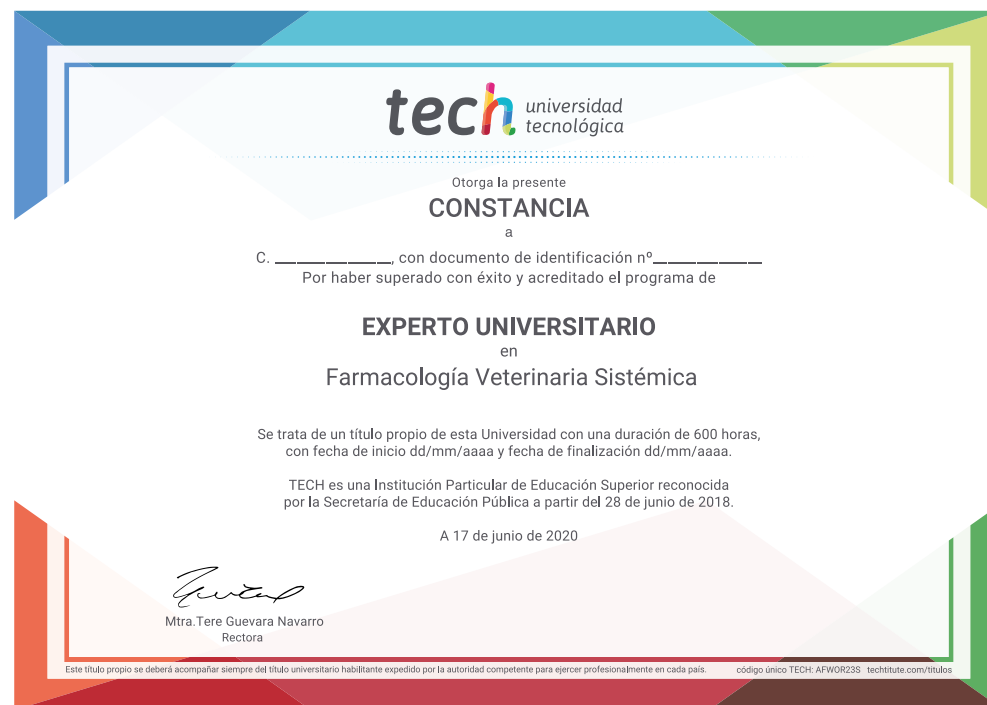 tech universidad
tecnológica
Otorga la presente
CONSTANCIA
a
C. ________________, con documento de identificación nº_______________
Por haber superado con éxito y acreditado el programa de
EXPERTO UNIVERSITARIO
en
Farmacología Veterinaria Sistémica
Se trata de un título propio de esta Universidad con una duración de 600 horas,
con fecha de inicio dd/mm/aaaa y fecha de finalización dd/mm/aaaa.
TECH es una Institución Particular de Educación Superior reconocida
por la Secretaría de Educación Pública a partir del 28 de junio de 2018.
A 17 de junio de 2020
Mtra.Tere Guevara Navarro
Rectora
Este título propio se deberá acompañar siempre del título universitario habilitante expedido por la autoridad competente para ejercer profesionalmente en cada país. código único TECH: AFWOR23S techtitute.com/titulos